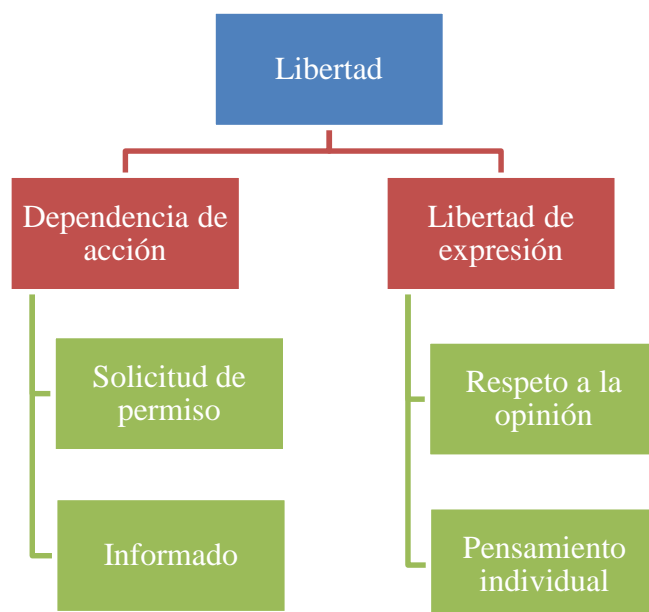 Libertad
Dependencia de
acción
Libertad de
expresión
Solicitud de
permiso
Respeto a la
opinión
Informado
Pensamiento
individual